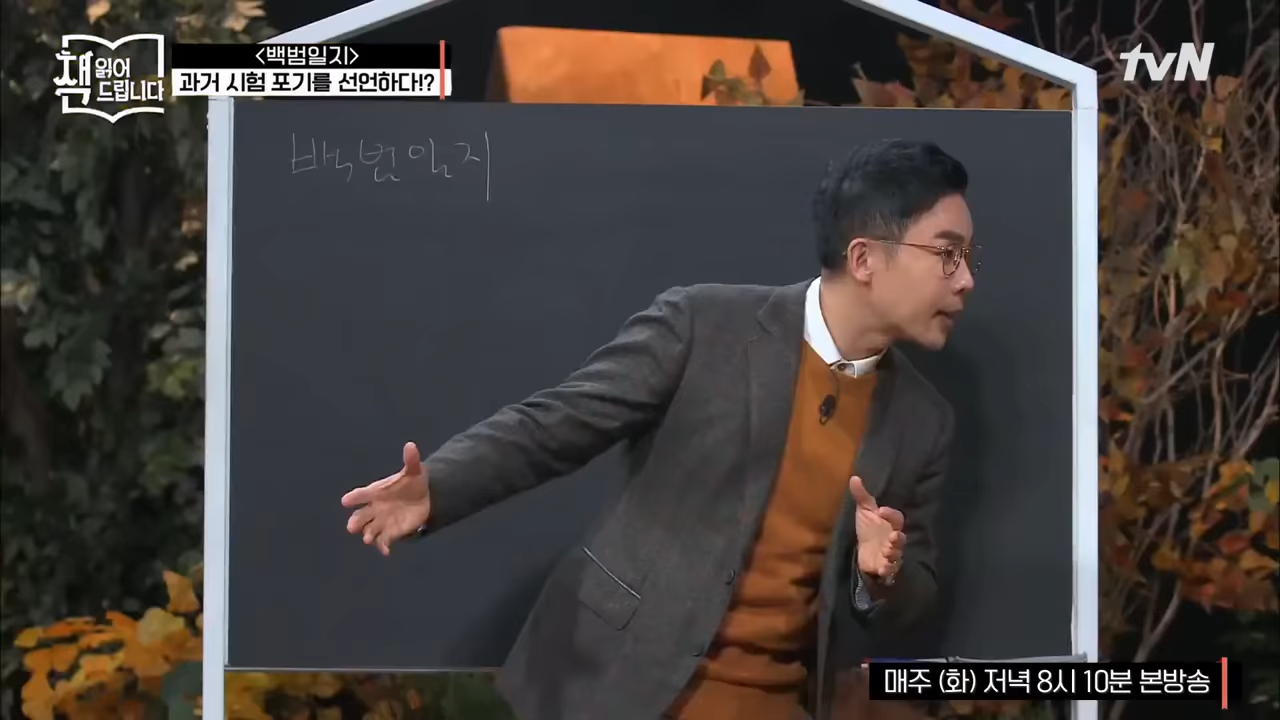 책 읽어
드립니다
<백범일지>
과거 시험 포기를 선언하다!?
tvN
백범일지
매주 (화) 저녁 8시 10분 본방송